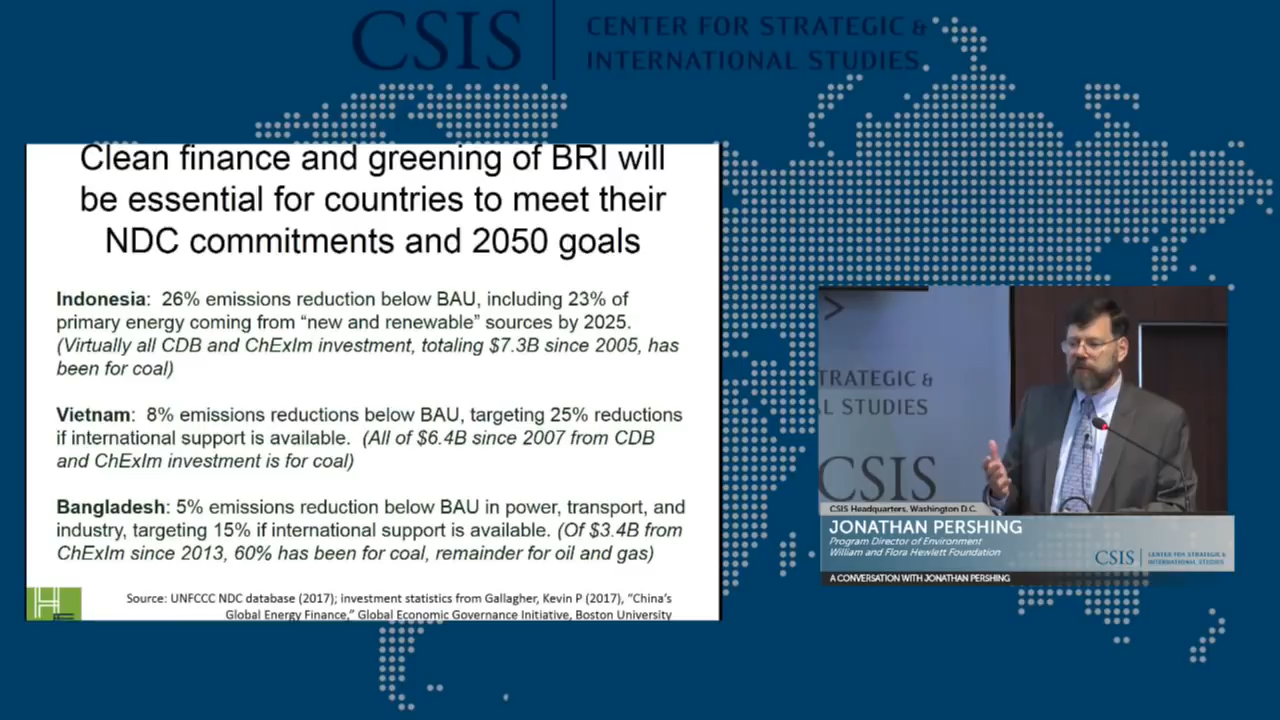 CSIS
CENTER FOR STRATEGIC &
INTERNATIONAL STUDIES
Clean finance and greening of BRI will
be essential for countries to meet their
NDC commitments and 2050 goals
Indonesia: 26% emissions reduction below BAU, including 23% of
primary energy coming from “new and renewable” sources by 2025.
(Virtually all CDB and ChExIm investment, totaling $7.3B since 2005, has
been for coal)
Vietnam: 8% emissions reductions below BAU, targeting 25% reductions
if international support is available. (All of $6.4B since 2007 from CDB
and ChExIm investment is for coal)
Bangladesh: 5% emissions reduction below BAU in power, transport, and
industry, targeting 15% if international support is available. (Of $3.4B from
ChExIm since 2013, 60% has been for coal, remainder for oil and gas)
Source: UNFCCC NDC database (2017); investment statistics from Gallagher, Kevin P (2017), “China’s
Global Energy Finance,” Global Economic Governance Initiative, Boston University
TRATEGIC &
L STUDIES
CSIS
CSIS Headquarters, Washington D.C.
JONATHAN PERSHING
Program Director of Environment
William and Flora Hewlett Foundation
CSIS
CENTER FOR STRATEGIC &
INTERNATIONAL STUDIES
A CONVERSATION WITH JONATHAN PERSHING